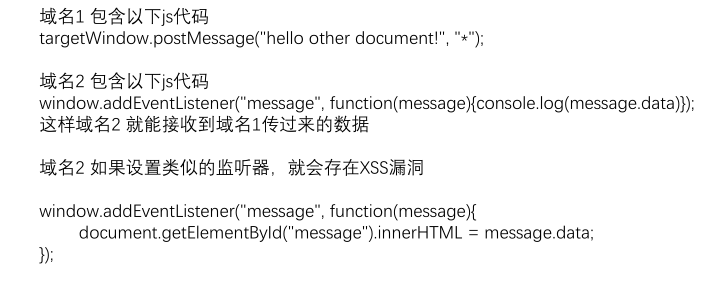 域名1 包含以下js代码
targetWindow.postMessage("hello other document!", "*");
域名2 包含以下js代码
window.addEventListener("message", function(message){console.log(message.data)});
这样域名2 就能接收到域名1传过来的数据
域名2 如果设置类似的监听器，就会存在XSS漏洞
window.addEventListener("message", function(message){
document.getElementById("message").innerHTML = message.data;
});